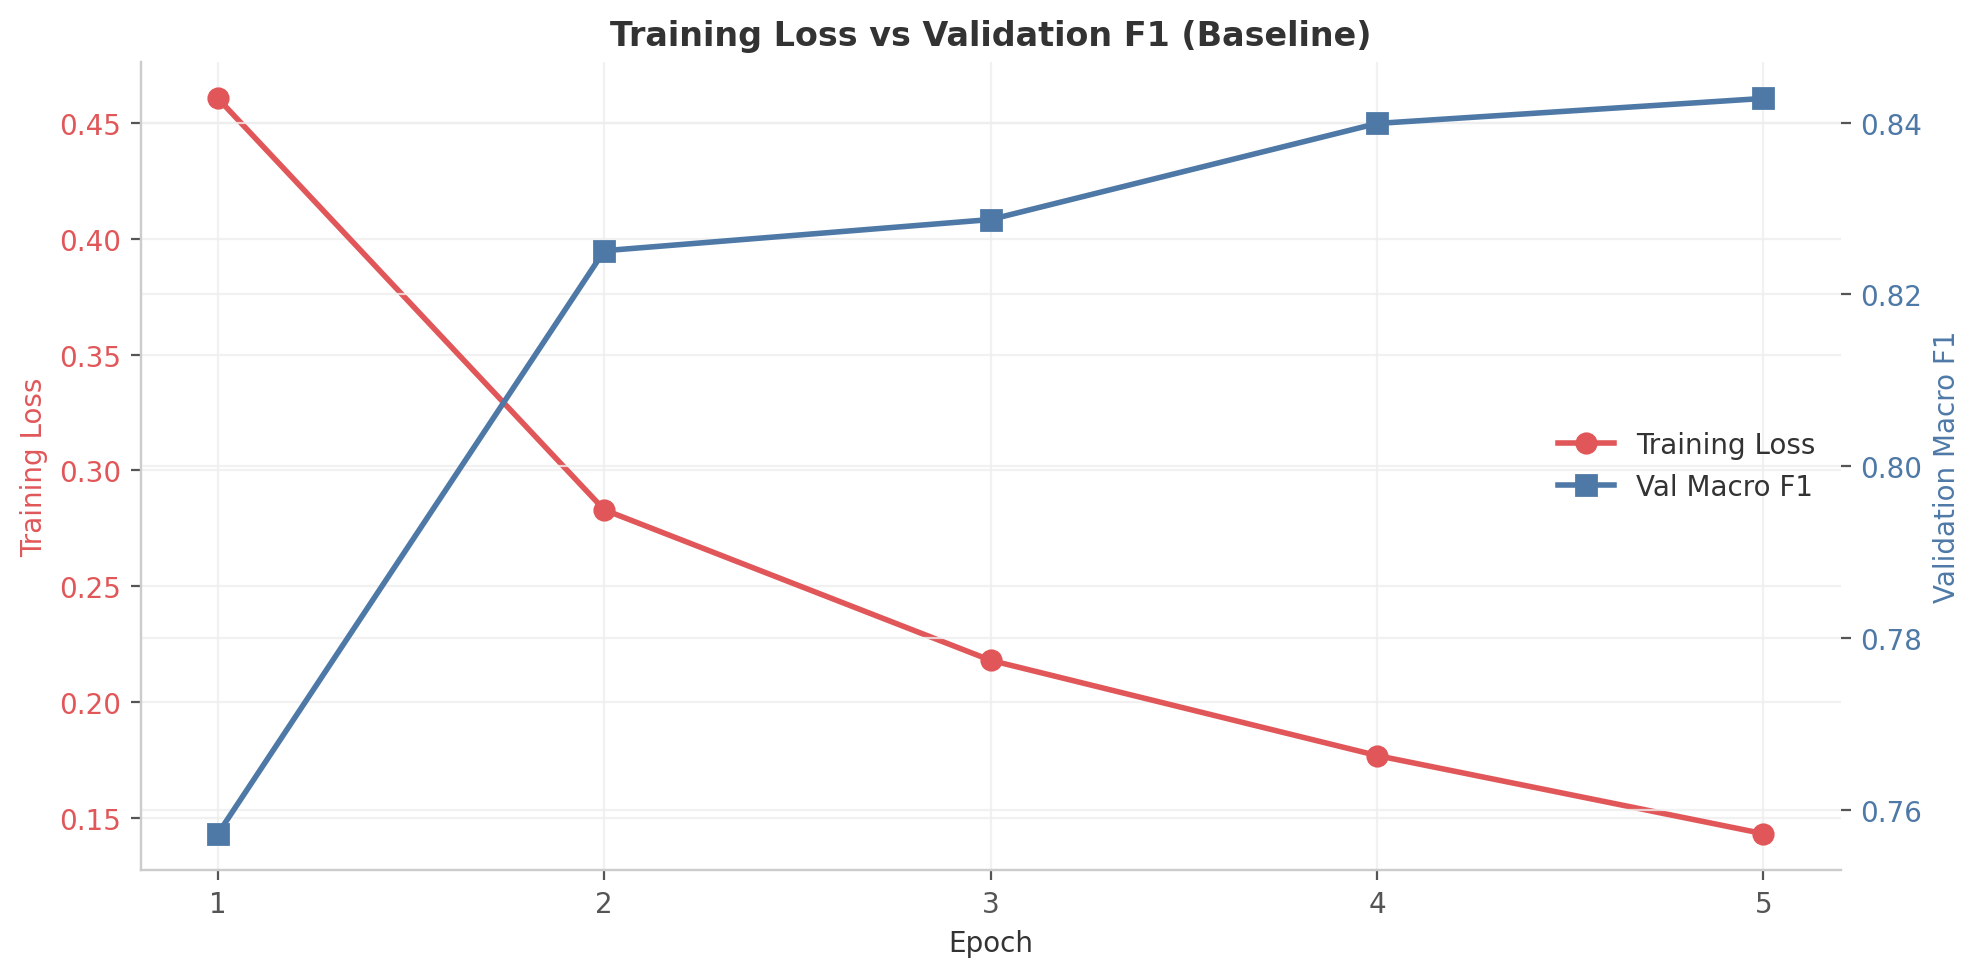 Training Loss vs Validation F1 (Baseline)
Training Loss
0.45
0.40
0.35
0.30
0.25
0.20
0.15
0.84
0.82
0.80
0.78
0.76
Validation Macro F1
Training Loss
Val Macro F1
1 2 3 4 5
Epoch